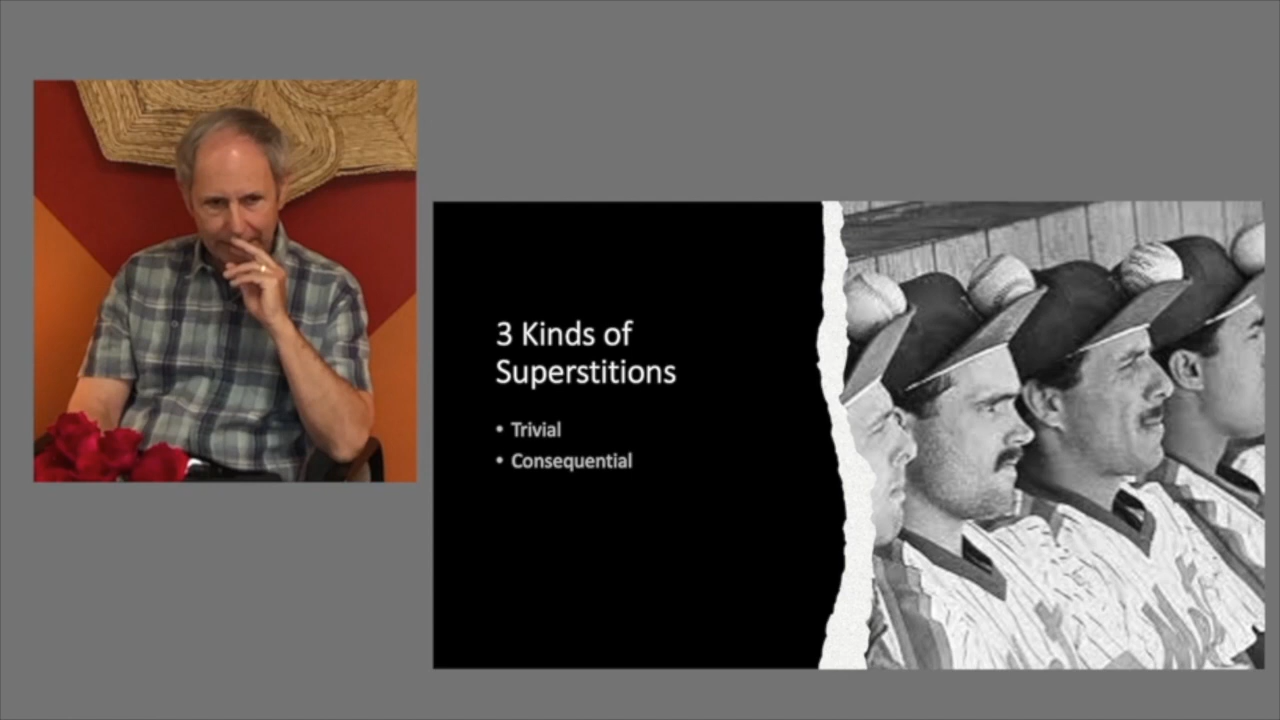 3 Kinds of
Superstitions
• Trivial
• Consequential